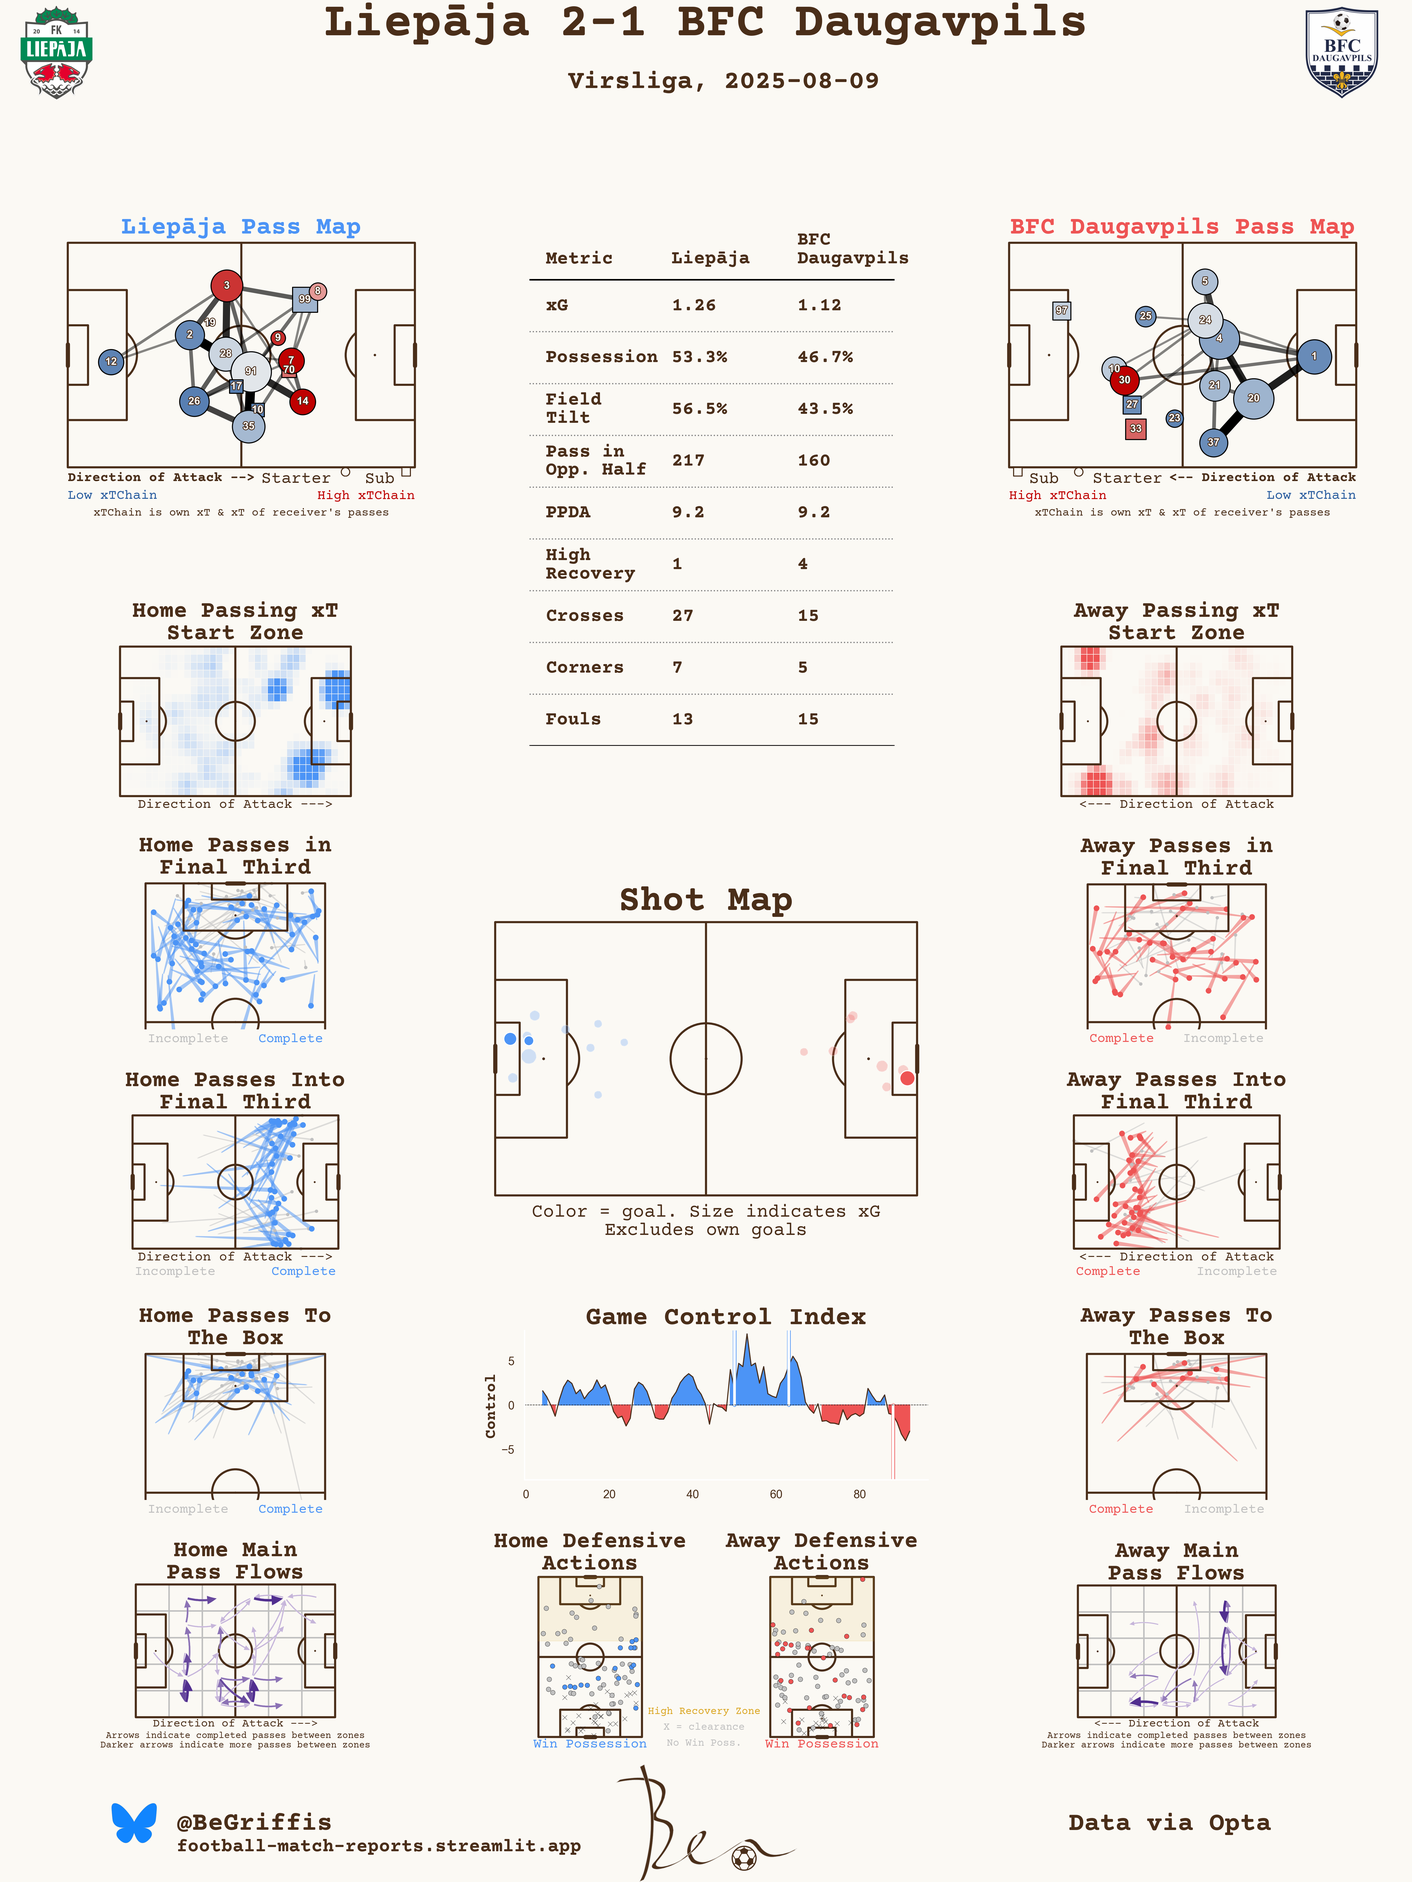 Liepāja 2-1 BFC Daugavpils
Virsliga, 2025-08-09
20 FK 14
LIEPĀJA
BFC
DAUGAVPILS
Liepāja Pass Map
3
99
8
19
2
9
28
12
7
91
70
17
26
14
10
35
Direction of Attack --> Starter Sub
Low xTChain High xTChain
xTChain is own xT & xT of receiver's passes
Metric Liepāja BFC Daugavpils
xG 1.26 1.12
Possession 53.3% 46.7%
Field Tilt 56.5% 43.5%
Pass in Opp. Half 217 160
PPDA 9.2 9.2
High Recovery 1 4
Crosses 27 15
Corners 7 5
Fouls 13 15
BFC Daugavpils Pass Map
5
97
25
24
4
1
10
30
21
27
20
23
33
37
Sub Starter <-- Direction of Attack
High xTChain Low xTChain
xTChain is own xT & xT of receiver's passes
Home Passing xT
Start Zone
Direction of Attack --->
Away Passing xT
Start Zone
<--- Direction of Attack
Home Passes in
Final Third
Incomplete Complete
Away Passes in
Final Third
Complete Incomplete
Shot Map
Color = goal. Size indicates xG
Excludes own goals
Home Passes Into
Final Third
Direction of Attack --->
Incomplete Complete
Away Passes Into
Final Third
<--- Direction of Attack
Complete Incomplete
Home Passes To
The Box
Incomplete Complete
Game Control Index
Control
5
0
−5
0 20 40 60 80
Away Passes To
The Box
Complete Incomplete
Home Main
Pass Flows
Direction of Attack --->
Arrows indicate completed passes between zones
Darker arrows indicate more passes between zones
Home Defensive
Actions
Win Possession
Away Defensive
Actions
Win Possession
High Recovery Zone
X = clearance
No Win Poss.
Away Main
Pass Flows
<--- Direction of Attack
Arrows indicate completed passes between zones
Darker arrows indicate more passes between zones
@BeGriffis
football-match-reports.streamlit.app
Ben
Data via Opta